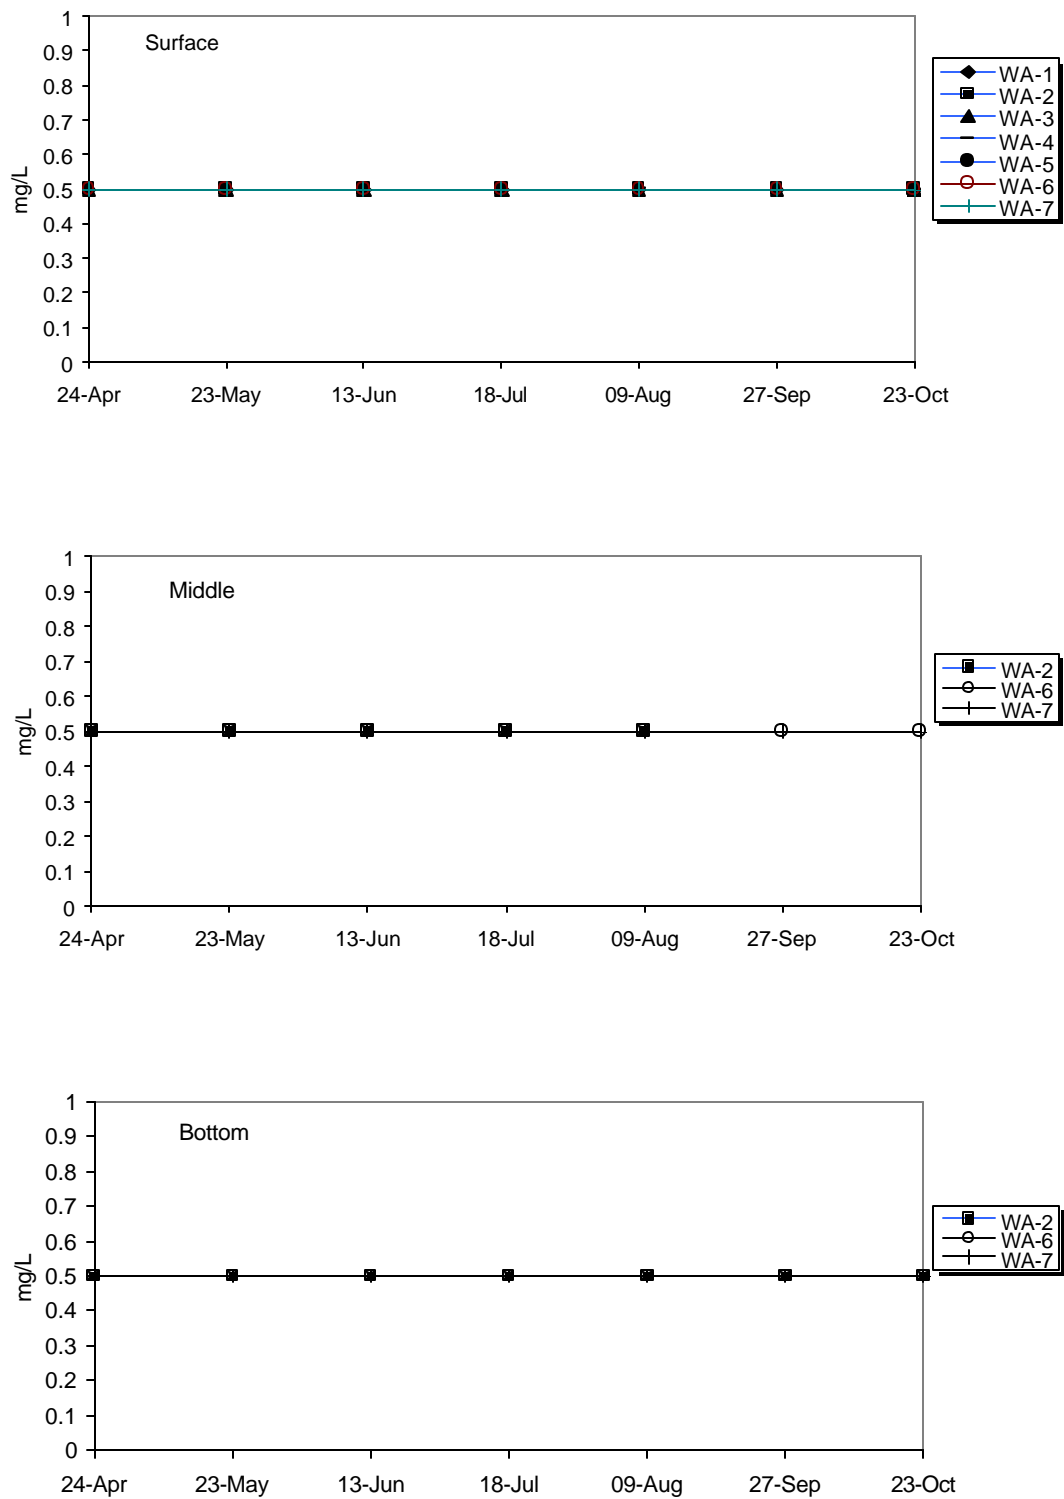 Surface
mg/L
1
0.9
0.8
0.7
0.6
0.5
0.4
0.3
0.2
0.1
0
24-Apr 23-May 13-Jun 18-Jul 09-Aug 27-Sep 23-Oct
WA-1
WA-2
WA-3
WA-4
WA-5
WA-6
WA-7
Middle
mg/L
1
0.9
0.8
0.7
0.6
0.5
0.4
0.3
0.2
0.1
0
24-Apr 23-May 13-Jun 18-Jul 09-Aug 27-Sep 23-Oct
WA-2
WA-6
WA-7
Bottom
mg/L
1
0.9
0.8
0.7
0.6
0.5
0.4
0.3
0.2
0.1
0
24-Apr 23-May 13-Jun 18-Jul 09-Aug 27-Sep 23-Oct
WA-2
WA-6
WA-7